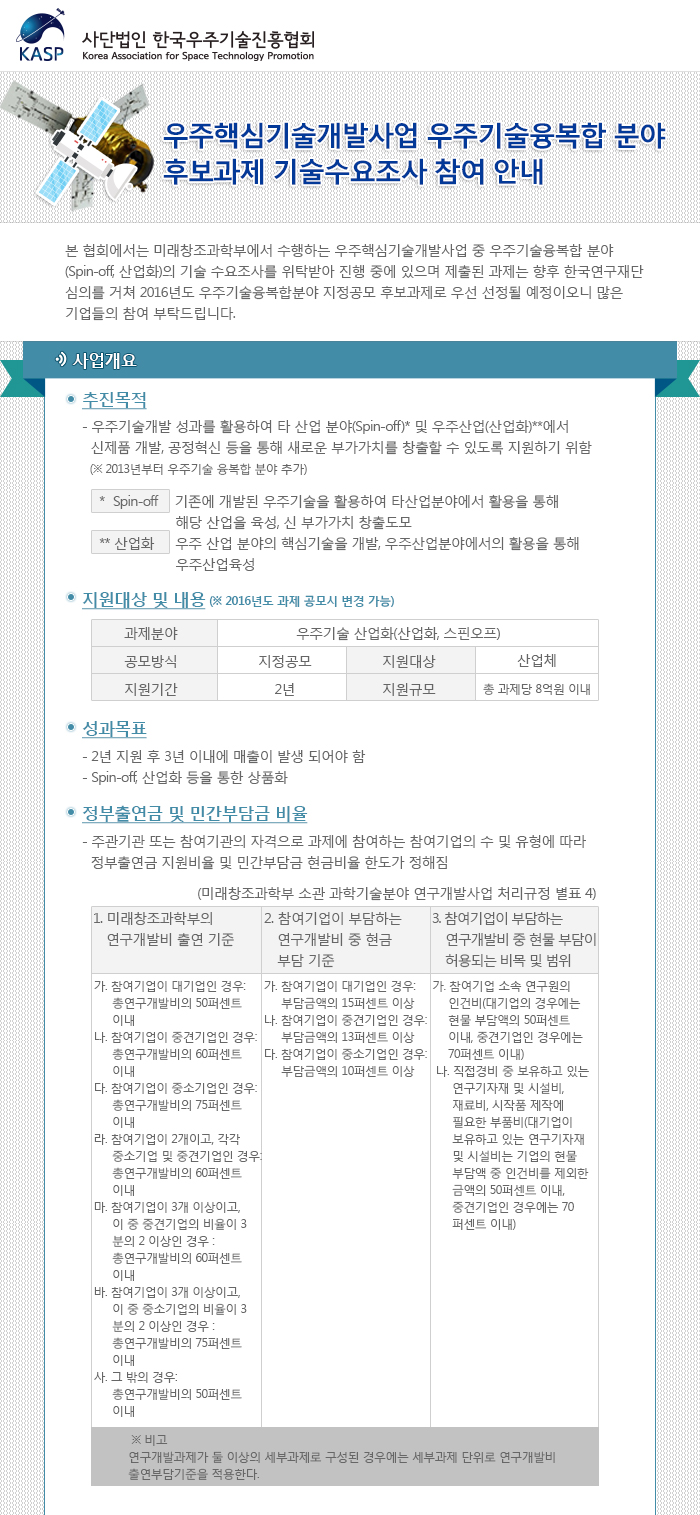 KASP
사단법인 한국우주기술진흥협회
Korea Association for Space Technology Promotion
우주핵심기술개발사업 우주기술융복합 분야
후보과제 기술수요조사 참여 안내
본 협회에서는 미래창조과학부에서 수행하는 우주핵심기술개발사업 중 우주기술융복합 분야
(Spin-off, 산업화)의 기술 수요조사를 위탁받아 진행 중에 있으며 제출된 과제는 향후 한국연구재단
심의를 거쳐 2016년도 우주기술융복합분야 지정공모 후보과제로 우선 선정될 예정이오니 많은
기업들의 참여 부탁드립니다.
사업개요
추진목적
- 우주기술개발 성과를 활용하여 타 산업 분야(Spin-off)* 및 우주산업(산업화)**에서
신제품 개발, 공정혁신 등을 통해 새로운 부가가치를 창출할 수 있도록 지원하기 위함
(※ 2013년부터 우주기술 융복합 분야 추가)
* Spin-off 기존에 개발된 우주기술을 활용하여 타산업분야에서 활용을 통해
해당 산업을 육성, 신 부가가치 창출도모
** 산업화 우주 산업 분야의 핵심기술을 개발, 우주산업분야에서의 활용을 통해
우주산업육성
지원대상 및 내용 (※ 2016년도 과제 공모시 변경 가능)
과제분야 우주기술 산업화(산업화, 스핀오프)
공모방식 지정공모 지원대상 산업체
지원기간 2년 지원규모 총 과제당 8억원 이내
성과목표
- 2년 지원 후 3년 이내에 매출이 발생 되어야 함
- Spin-off, 산업화 등을 통한 상품화
정부출연금 및 민간부담금 비율
- 주관기관 또는 참여기관의 자격으로 과제에 참여하는 참여기업의 수 및 유형에 따라
정부출연금 지원비율 및 민간부담금 현금비율 한도가 정해짐
(미래창조과학부 소관 과학기술분야 연구개발사업 처리규정 별표 4)
1. 미래창조과학부의
연구개발비 출연 기준
2. 참여기업이 부담하는
연구개발비 중 현금
부담 기준
3. 참여기업이 부담하는
연구개발비 중 현물 부담이
허용되는 비목 및 범위
가. 참여기업이 대기업인 경우:
총연구개발비의 50퍼센트
이내
나. 참여기업이 중견기업인 경우:
총연구개발비의 60퍼센트
이내
다. 참여기업이 중소기업인 경우:
총연구개발비의 75퍼센트
이내
라. 참여기업이 2개이고, 각각
중소기업 및 중견기업인 경우:
총연구개발비의 60퍼센트
이내
마. 참여기업이 3개 이상이고,
이 중 중견기업의 비율이 3
분의 2 이상인 경우 :
총연구개발비의 60퍼센트
이내
바. 참여기업이 3개 이상이고,
이 중 중소기업의 비율이 3
분의 2 이상인 경우 :
총연구개발비의 75퍼센트
이내
사. 그 밖의 경우:
총연구개발비의 50퍼센트
이내
가. 참여기업이 대기업인 경우:
부담금액의 15퍼센트 이상
나. 참여기업이 중견기업인 경우:
부담금액의 13퍼센트 이상
다. 참여기업이 중소기업인 경우:
부담금액의 10퍼센트 이상
가. 참여기업 소속 연구원의
인건비(대기업의 경우에는
현물 부담액의 50퍼센트
이내, 중견기업인 경우에는
70퍼센트 이내)
나. 직접경비 중 보유하고 있는
연구기자재 및 시설비,
재료비, 시작품 제작에
필요한 부품비(대기업이
보유하고 있는 연구기자재
및 시설비는 기업의 현물
부담액 중 인건비를 제외한
금액의 50퍼센트 이내,
중견기업인 경우에는 70
퍼센트 이내)
※ 비고
연구개발과제가 둘 이상의 세부과제로 구성된 경우에는 세부과제 단위로 연구개발비
출연부담기준을 적용한다.